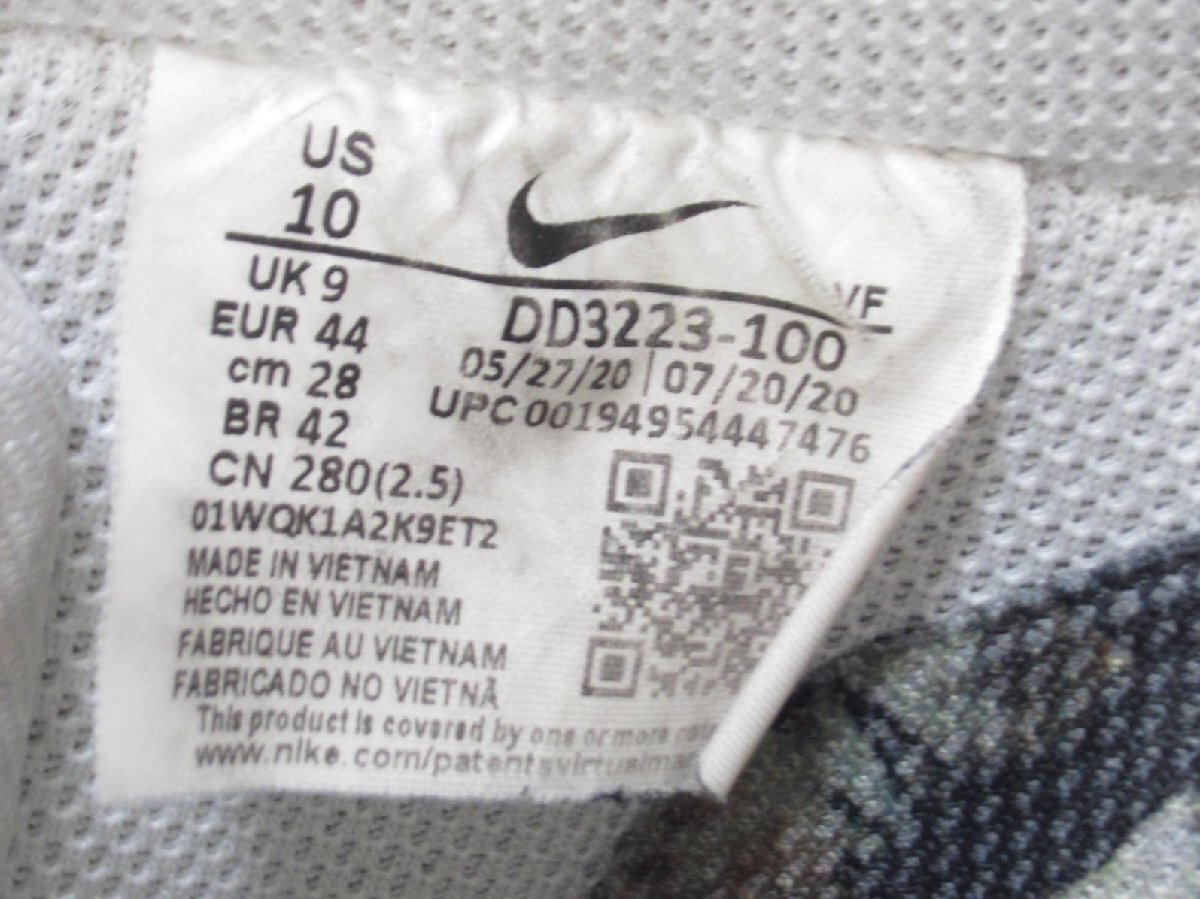 US
10
VF
UK 9
EUR 44
cm 28
BR 42
CN 280(2.5)
DD3223-100
05/27/20 | 07/20/20
UPC 00194954447476
01WQK1A2K9ET2
MADE IN VIETNAM
HECHO EN VIETNAM
FABRIQUE AU VIETNAM
FABRICADO NO VIETNÃ
This product is covered by one or more
www.nike.com/patentsvirtualmar